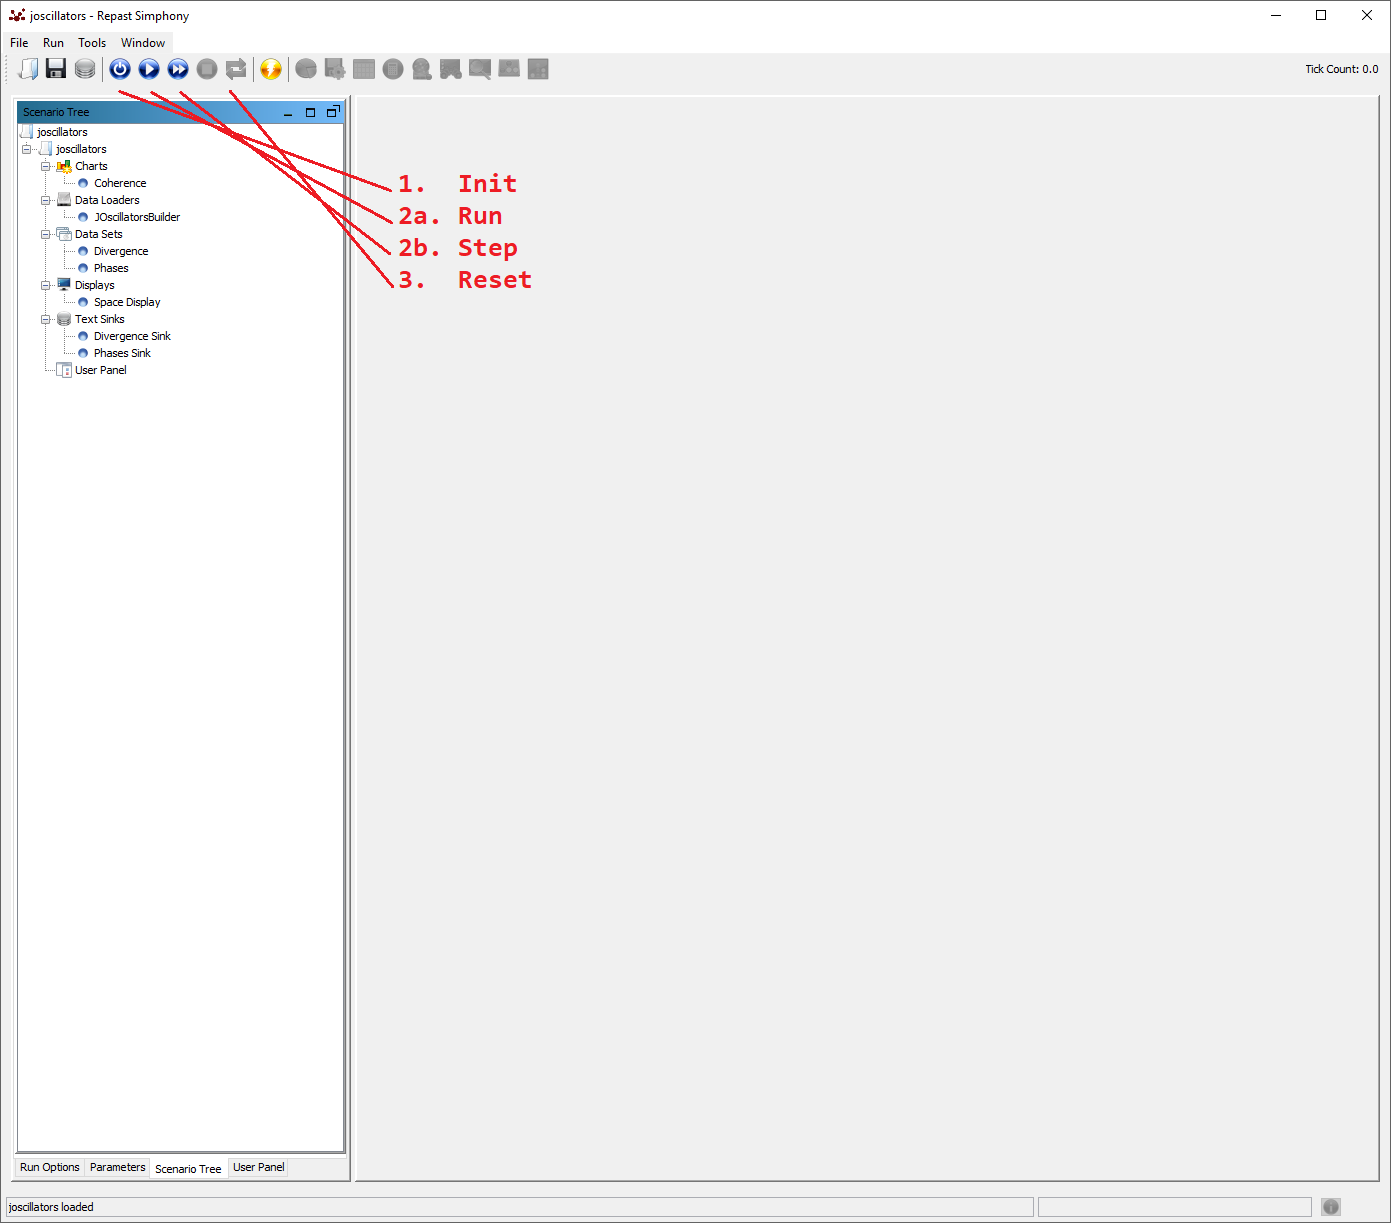 joscillators - Repast Simphony
File Run Tools Window
Tick Count: 0.0
Scenario Tree
joscillators
joscillators
Charts
Coherence
Data Loaders
JOscillatorsBuilder
Data Sets
Divergence
Phases
Displays
Space Display
Text Sinks
Divergence Sink
Phases Sink
User Panel
1. Init
2a. Run
2b. Step
3. Reset
Run Options Parameters Scenario Tree User Panel
joscillators loaded